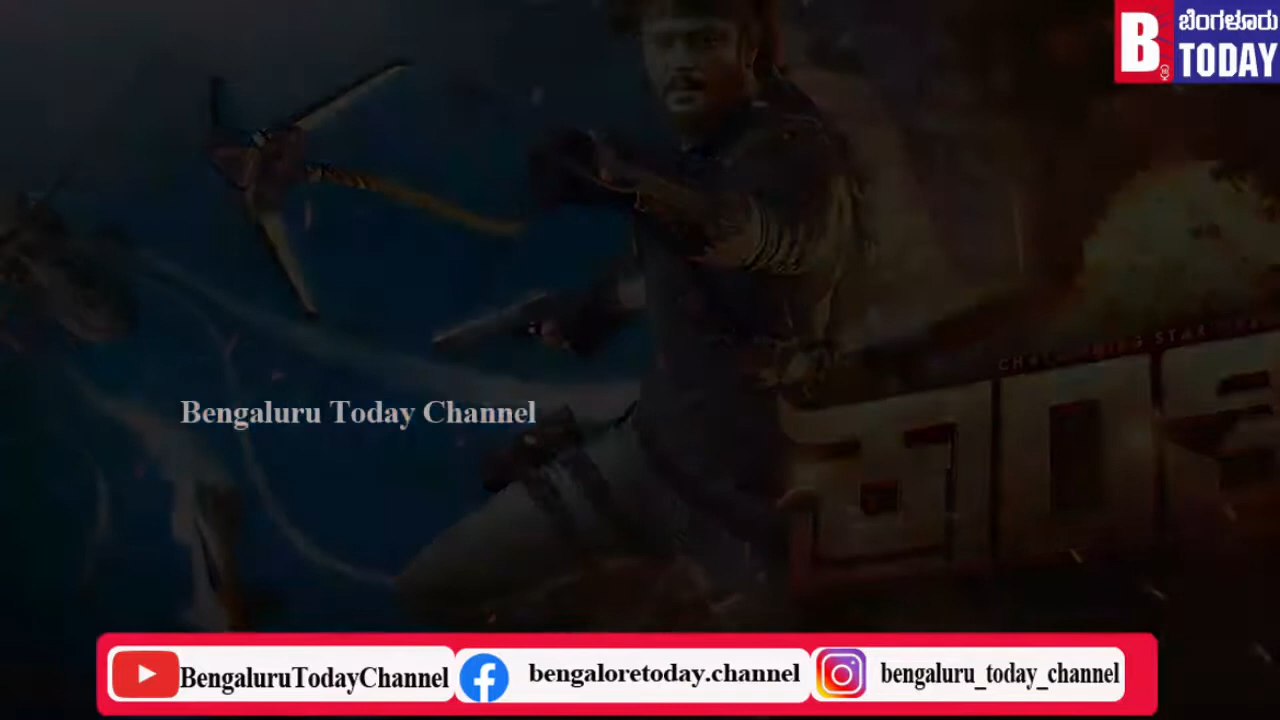 ಬೆಂಗಳೂರು
B TODAY
Bengaluru Today Channel
BengaluruTodayChannel
bengaloretoday.channel
bengaluru_today_channel